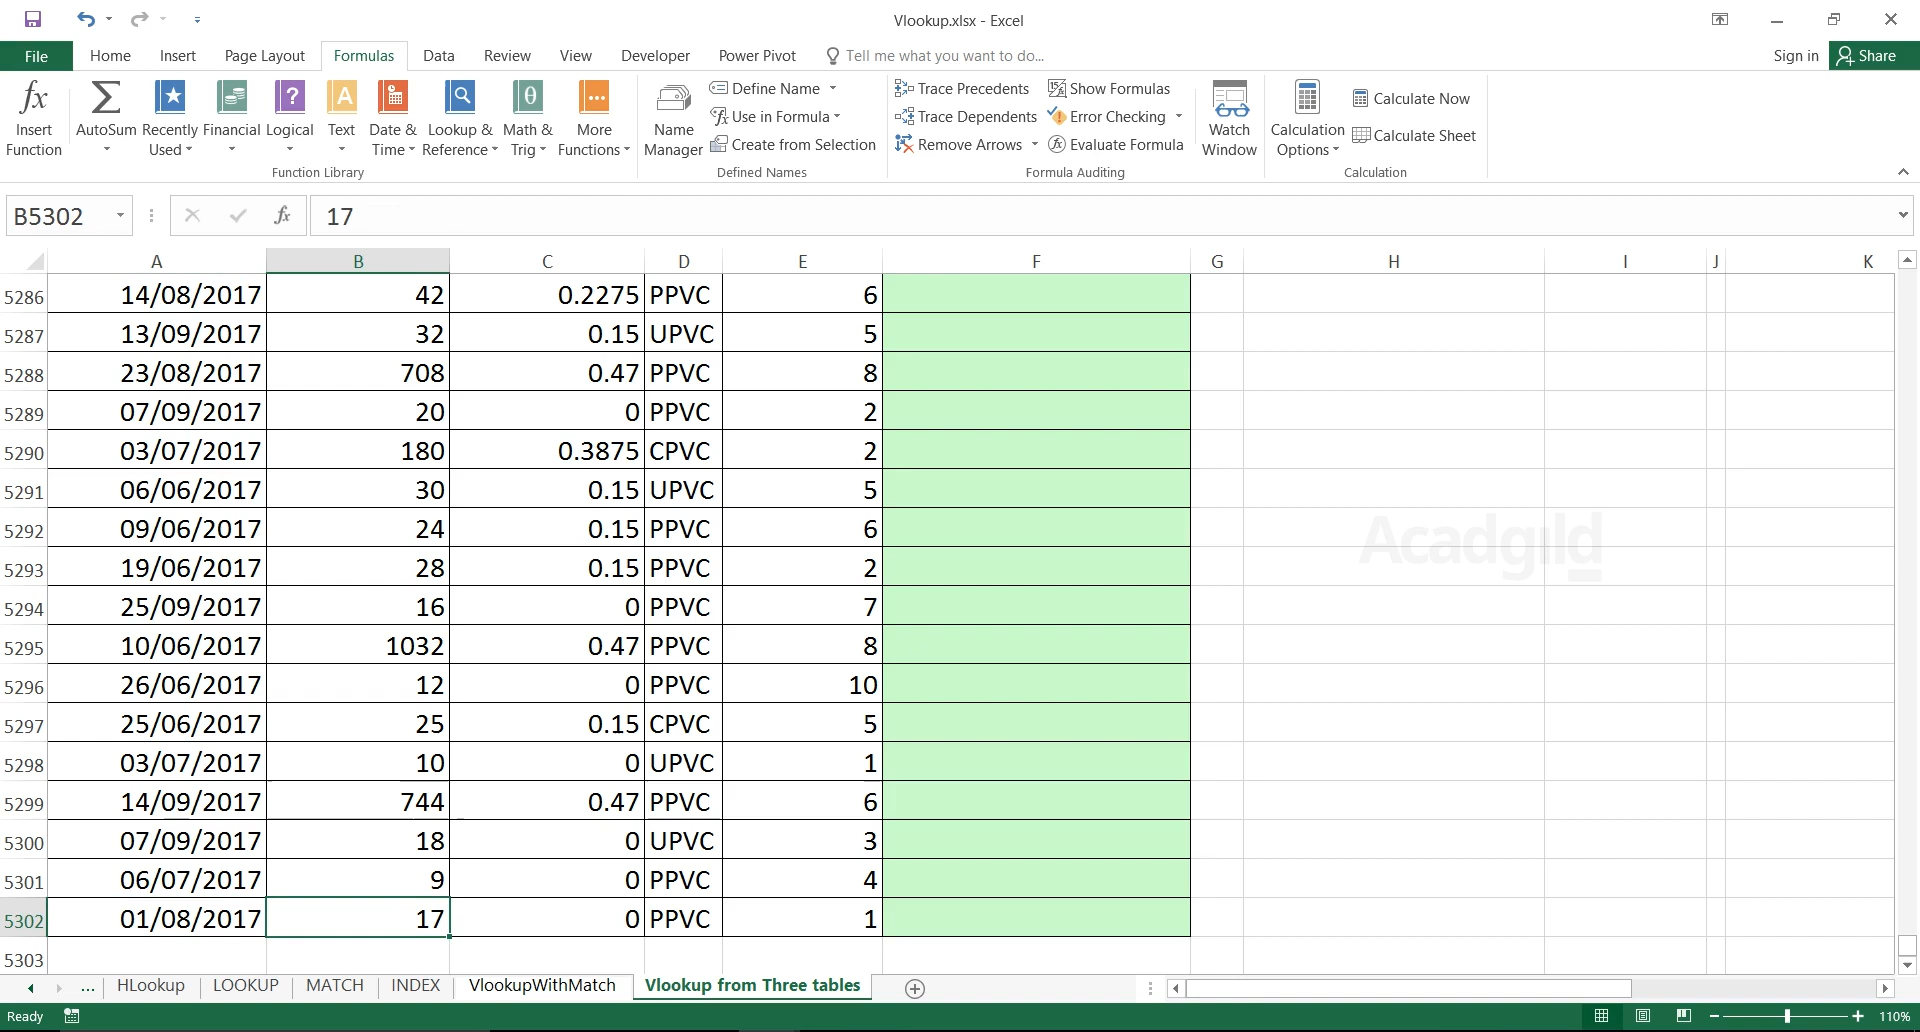 Vlookup.xlsx - Excel
File Home Insert Page Layout Formulas Data Review View Developer Power Pivot Tell me what you want to do... Sign in Share
Insert Function
AutoSum
Recently Used
Financial
Logical
Text
Date & Time
Lookup & Reference
Math & Trig
More Functions
Function Library
Name Manager
Define Name
Use in Formula
Create from Selection
Defined Names
Trace Precedents
Trace Dependents
Remove Arrows
Show Formulas
Error Checking
Evaluate Formula
Formula Auditing
Watch Window
Calculation Options
Calculate Now
Calculate Sheet
Calculation
B5302 fx 17
A B C D E F G H I J K
5286 14/08/2017 42 0.2275 PPVC 6
5287 13/09/2017 32 0.15 UPVC 5
5288 23/08/2017 708 0.47 PPVC 8
5289 07/09/2017 20 0 PPVC 2
5290 03/07/2017 180 0.3875 CPVC 2
5291 06/06/2017 30 0.15 UPVC 5
5292 09/06/2017 24 0.15 PPVC 6
5293 19/06/2017 28 0.15 PPVC 2
5294 25/09/2017 16 0 PPVC 7
5295 10/06/2017 1032 0.47 PPVC 8
5296 26/06/2017 12 0 PPVC 10
5297 25/06/2017 25 0.15 CPVC 5
5298 03/07/2017 10 0 UPVC 1
5299 14/09/2017 744 0.47 PPVC 6
5300 07/09/2017 18 0 UPVC 3
5301 06/07/2017 9 0 PPVC 4
5302 01/08/2017 17 0 PPVC 1
5303
Acadgild
... HLookup LOOKUP MATCH INDEX VlookupWithMatch Vlookup from Three tables
Ready 110%